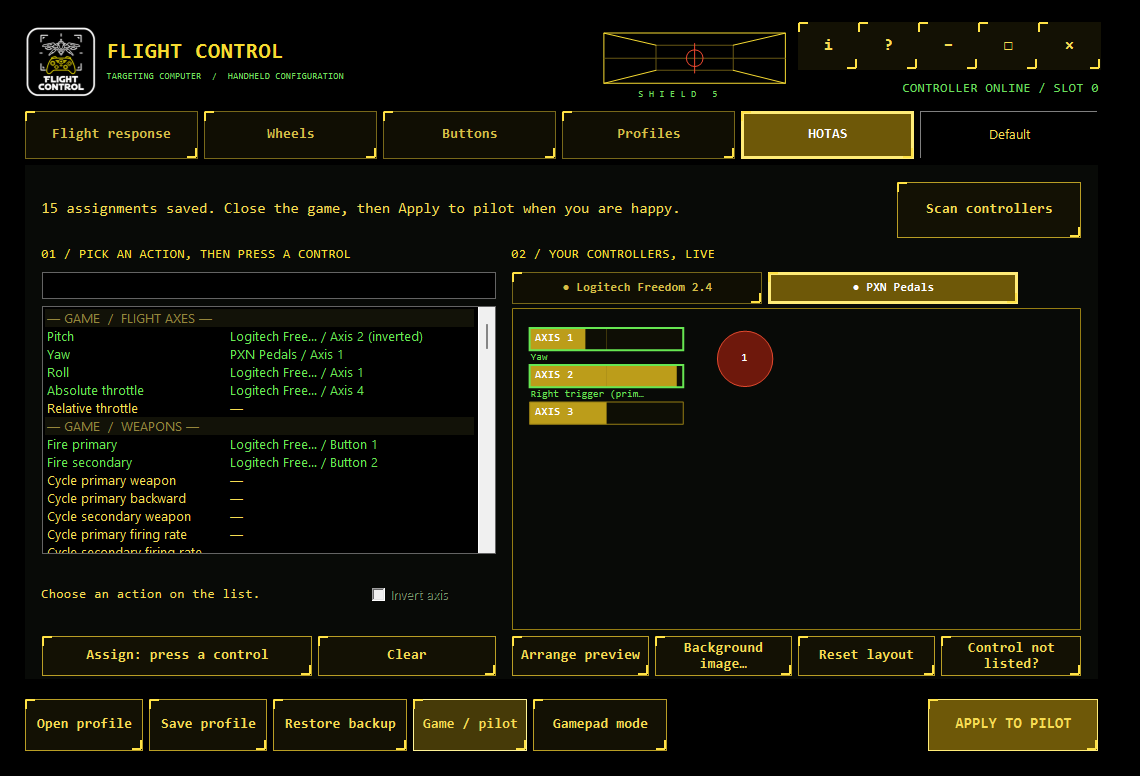 FLIGHT CONTROL
FLIGHT CONTROL
TARGETING COMPUTER / HANDHELD CONFIGURATION
SHIELD 5
i ? − □ ×
CONTROLLER ONLINE / SLOT 0
Flight response
Wheels
Buttons
Profiles
HOTAS
Default
15 assignments saved. Close the game, then Apply to pilot when you are happy.
Scan controllers
01 / PICK AN ACTION, THEN PRESS A CONTROL
— GAME / FLIGHT AXES —
Pitch Logitech Free... / Axis 2 (inverted)
Yaw PXN Pedals / Axis 1
Roll Logitech Free... / Axis 1
Absolute throttle Logitech Free... / Axis 4
Relative throttle —
— GAME / WEAPONS —
Fire primary Logitech Free... / Button 1
Fire secondary Logitech Free... / Button 2
Cycle primary weapon —
Cycle primary backward —
Cycle secondary weapon —
Cycle primary firing rate —
Cycle secondary firing rate
Choose an action on the list.
Invert axis
Assign: press a control
Clear
02 / YOUR CONTROLLERS, LIVE
● Logitech Freedom 2.4
● PXN Pedals
AXIS 1
Yaw
AXIS 2
Right trigger (prim…
AXIS 3
1
Arrange preview
Background
image…
Reset layout
Control not
listed?
Open profile
Save profile
Restore backup
Game / pilot
Gamepad mode
APPLY TO PILOT